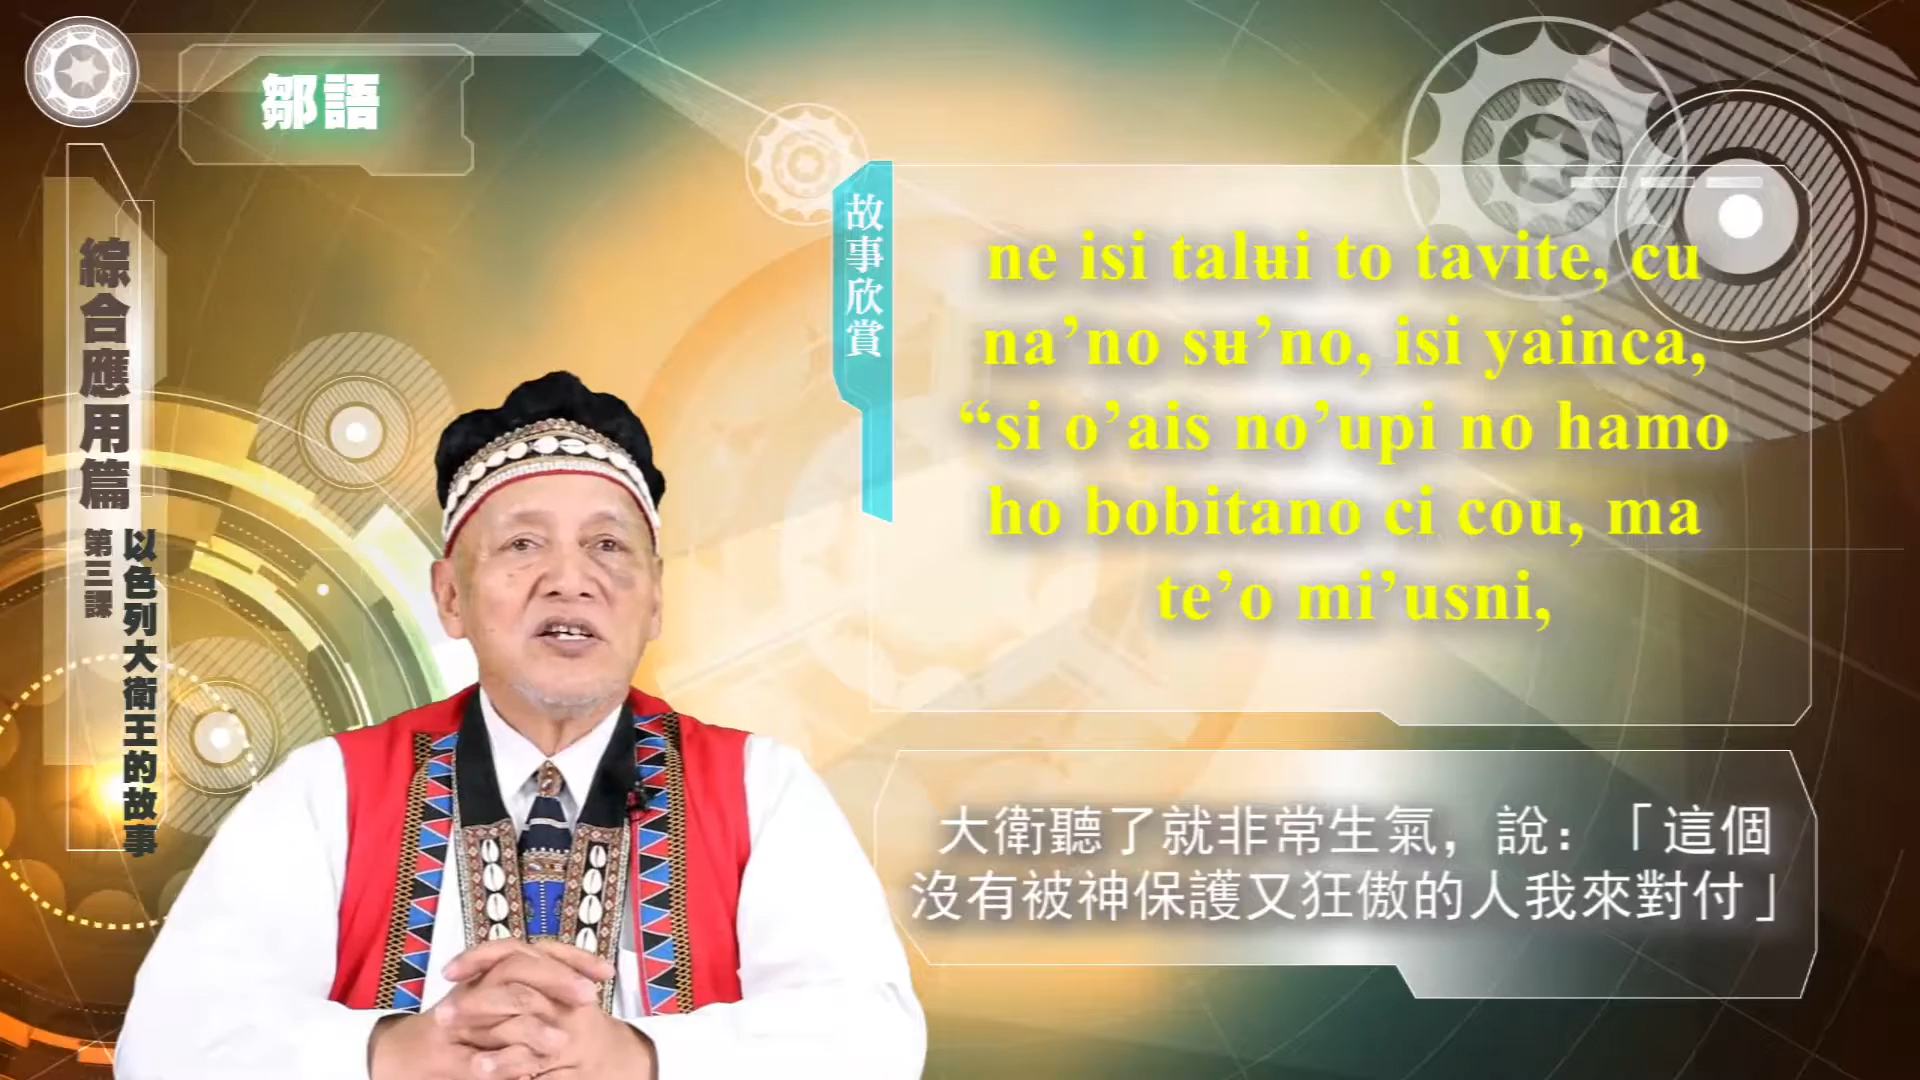 鄒語
綜合應用篇
第三課
以色列大衛王的故事
故事欣賞
ne isi talʉi to tavite, cu
na’no sʉ’no, isi yainca,
“si o’ais no’upi no hamo
ho bobitano ci cou, ma
te’o mi’usni,
大衛聽了就非常生氣，說：「這個
沒有被神保護又狂傲的人我來對付」